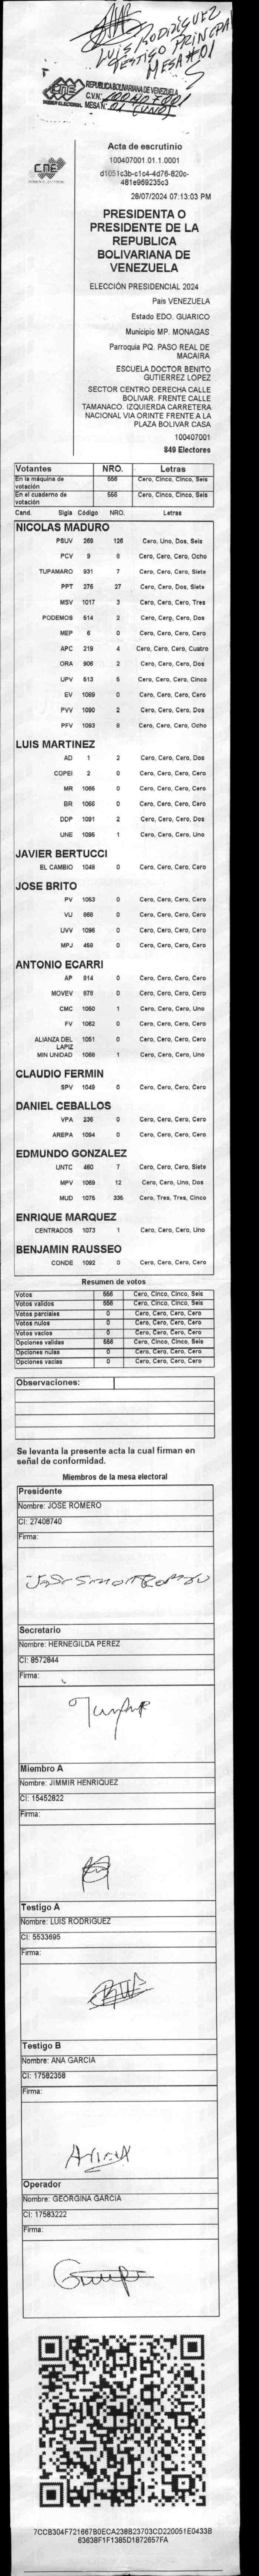 LUIS RODRIGUEZ
TESTIGO PRINCIPAL
MESA #01
CNE
REPUBLICA BOLIVARIANA DE VENEZUELA
C.V.N°: 100407001
MESA N°: 01 (UNO)
CNE
Acta de escrutinio
100407001.01.1.0001
d1051c3b-c1c4-4d76-820c-
481e969235c3
28/07/2024 07:13:03 PM
PRESIDENTA O
PRESIDENTE DE LA
REPUBLICA
BOLIVARIANA DE
VENEZUELA
ELECCIÓN PRESIDENCIAL 2024
Pais VENEZUELA
Estado EDO. GUARICO
Municipio MP. MONAGAS
Parroquia PQ. PASO REAL DE
MACAIRA
ESCUELA DOCTOR BENITO
GUTIERREZ LOPEZ
SECTOR CENTRO DERECHA CALLE
BOLIVAR. FRENTE CALLE
TAMANACO. IZQUIERDA CARRETERA
NACIONAL VIA ORINTE FRENTE A LA
PLAZA BOLIVAR CASA
100407001
849 Electores
Votantes NRO. Letras
En la máquina de votación 556 Cero, Cinco, Cinco, Seis
En el cuaderno de votación 556 Cero, Cinco, Cinco, Seis
Cand. Sigla Código NRO. Letras
NICOLAS MADURO
PSUV 269 126 Cero, Uno, Dos, Seis
PCV 9 8 Cero, Cero, Cero, Ocho
TUPAMARO 931 7 Cero, Cero, Cero, Siete
PPT 276 27 Cero, Cero, Dos, Siete
MSV 1017 3 Cero, Cero, Cero, Tres
PODEMOS 514 2 Cero, Cero, Cero, Dos
MEP 6 0 Cero, Cero, Cero, Cero
APC 219 4 Cero, Cero, Cero, Cuatro
ORA 906 2 Cero, Cero, Cero, Dos
UPV 513 5 Cero, Cero, Cero, Cinco
EV 1089 0 Cero, Cero, Cero, Cero
PVV 1090 2 Cero, Cero, Cero, Dos
PFV 1093 8 Cero, Cero, Cero, Ocho
LUIS MARTINEZ
AD 1 2 Cero, Cero, Cero, Dos
COPEI 2 0 Cero, Cero, Cero, Cero
MR 1065 0 Cero, Cero, Cero, Cero
BR 1066 0 Cero, Cero, Cero, Cero
DDP 1091 2 Cero, Cero, Cero, Dos
UNE 1095 1 Cero, Cero, Cero, Uno
JAVIER BERTUCCI
EL CAMBIO 1048 0 Cero, Cero, Cero, Cero
JOSE BRITO
PV 1053 0 Cero, Cero, Cero, Cero
VU 868 0 Cero, Cero, Cero, Cero
UVV 1096 0 Cero, Cero, Cero, Cero
MPJ 458 0 Cero, Cero, Cero, Cero
ANTONIO ECARRI
AP 814 0 Cero, Cero, Cero, Cero
MOVEV 878 0 Cero, Cero, Cero, Cero
CMC 1050 1 Cero, Cero, Cero, Uno
FV 1062 0 Cero, Cero, Cero, Cero
ALIANZA DEL LAPIZ 1051 0 Cero, Cero, Cero, Cero
MIN UNIDAD 1068 1 Cero, Cero, Cero, Uno
CLAUDIO FERMIN
SPV 1049 0 Cero, Cero, Cero, Cero
DANIEL CEBALLOS
VPA 236 0 Cero, Cero, Cero, Cero
AREPA 1094 0 Cero, Cero, Cero, Cero
EDMUNDO GONZALEZ
UNTC 460 7 Cero, Cero, Cero, Siete
MPV 1069 12 Cero, Cero, Uno, Dos
MUD 1075 335 Cero, Tres, Tres, Cinco
ENRIQUE MARQUEZ
CENTRADOS 1073 1 Cero, Cero, Cero, Uno
BENJAMIN RAUSSEO
CONDE 1092 0 Cero, Cero, Cero, Cero
Resumen de votos
Votos 556 Cero, Cinco, Cinco, Seis
Votos validos 556 Cero, Cinco, Cinco, Seis
Votos parciales 0 Cero, Cero, Cero, Cero
Votos nulos 0 Cero, Cero, Cero, Cero
Votos vacios 0 Cero, Cero, Cero, Cero
Opciones validas 556 Cero, Cinco, Cinco, Seis
Opciones nulas 0 Cero, Cero, Cero, Cero
Opciones vacias 0 Cero, Cero, Cero, Cero
Observaciones:
Se levanta la presente acta la cual firman en
señal de conformidad.
Miembros de la mesa electoral
Presidente
Nombre: JOSE ROMERO
CI: 27408740
Firma:
Secretario
Nombre: HERNEGILDA PEREZ
CI: 8572844
Firma:
Miembro A
Nombre: JIMMIR HENRIQUEZ
CI: 15452822
Firma:
Testigo A
Nombre: LUIS RODRIGUEZ
CI: 5533695
Firma:
Testigo B
Nombre: ANA GARCIA
CI: 17582358
Firma:
Operador
Nombre: GEORGINA GARCIA
CI: 17583222
Firma:
7CCB304F721667B0ECA238B23703CD220051E0433B
63638F1F1385D1872657FA